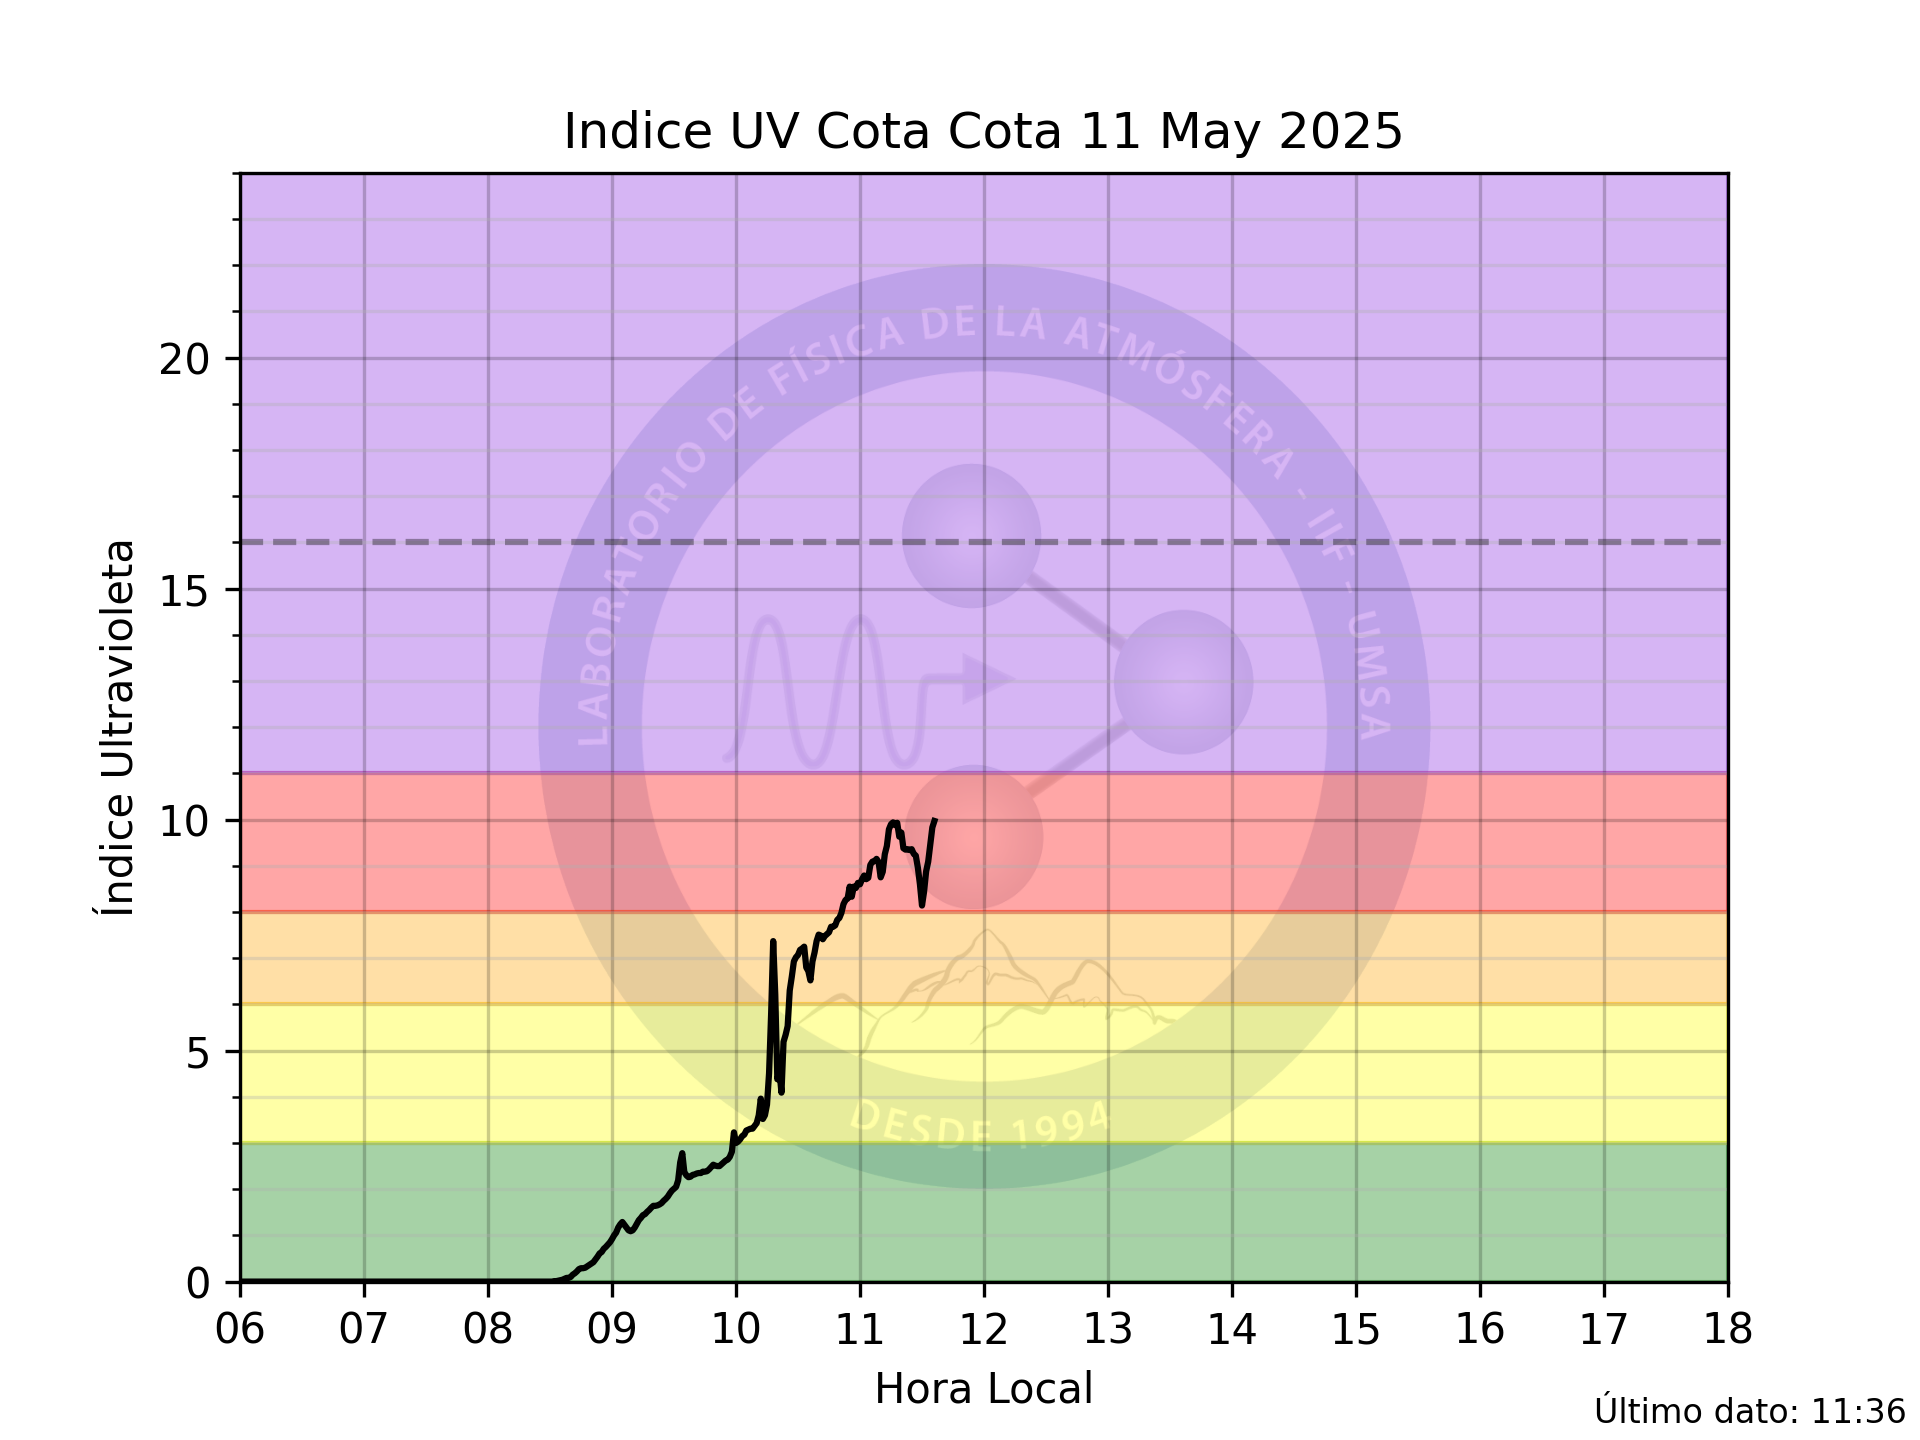 Indice UV Cota Cota 11 May 2025
LABORATORIO DE FÍSICA DE LA ATMÓSFERA - IIF - UMSA
DESDE 1994
Índice Ultravioleta
20
15
10
5
0
06 07 08 09 10 11 12 13 14 15 16 17 18
Hora Local
Último dato: 11:36